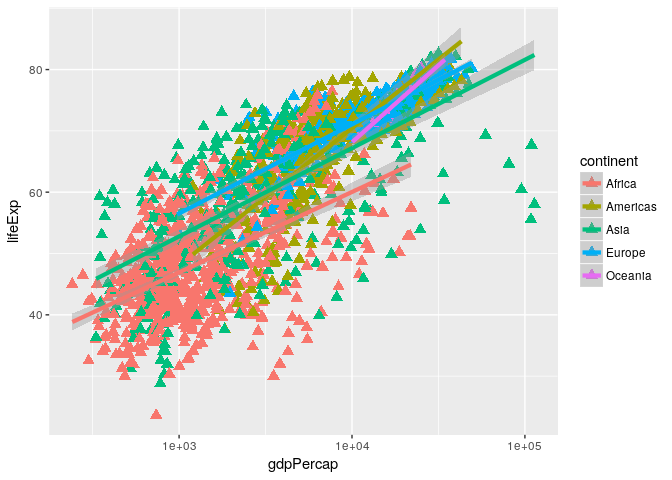 80
60
40
lifeExp
1e+03
1e+04
1e+05
gdpPercap
continent
Africa
Americas
Asia
Europe
Oceania